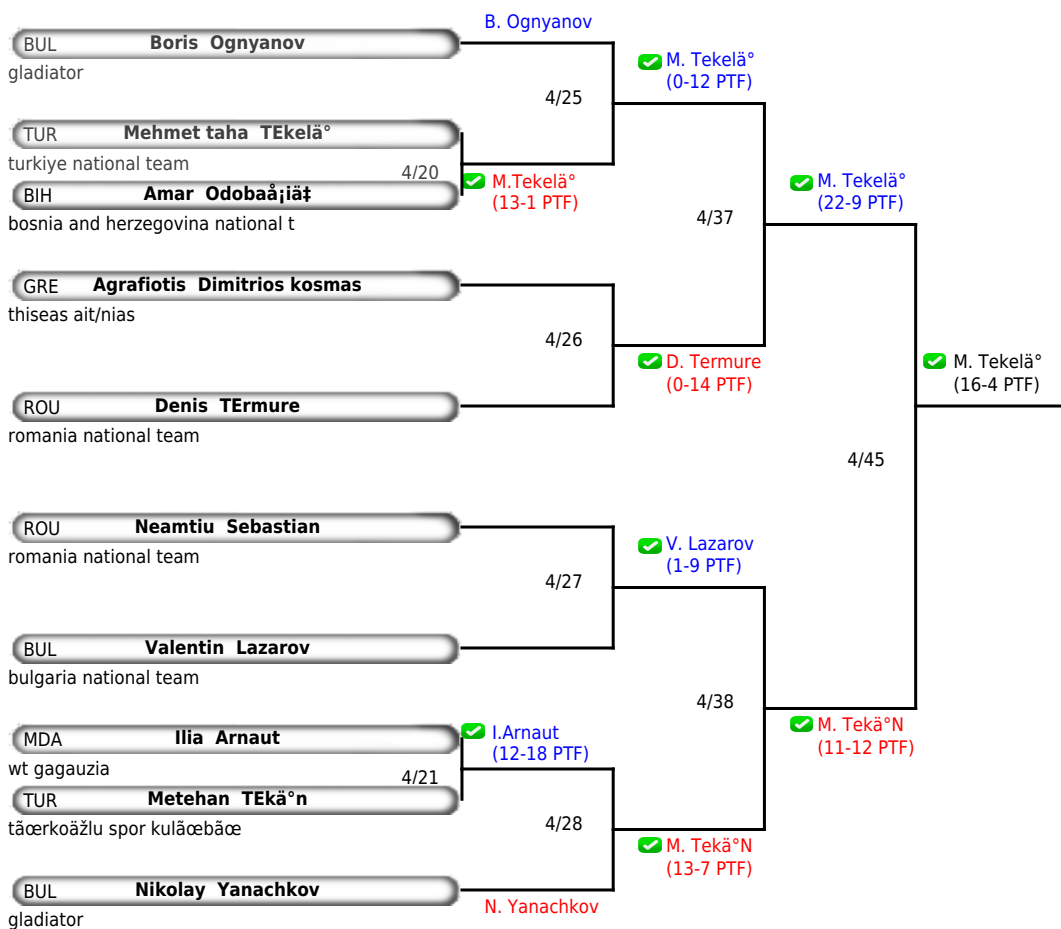 B. Ognyanov
BUL Boris Ognyanov
gladiator
M. Tekelä°
(0-12 PTF)
4/25
TUR Mehmet taha TEkelä°
turkiye national team
4/20
M.Tekelä°
(13-1 PTF)
BIH Amar Odobaå¡iä‡
bosnia and herzegovina national t
M. Tekelä°
(22-9 PTF)
4/37
GRE Agrafiotis Dimitrios kosmas
thiseas ait/nias
4/26
D. Termure
(0-14 PTF)
M. Tekelä°
(16-4 PTF)
ROU Denis TErmure
romania national team
4/45
ROU Neamtiu Sebastian
romania national team
V. Lazarov
(1-9 PTF)
4/27
BUL Valentin Lazarov
bulgaria national team
4/38
M. Tekä°N
(11-12 PTF)
MDA Ilia Arnaut
I.Arnaut
(12-18 PTF)
wt gagauzia
4/21
TUR Metehan TEkä°n
tãœrkoäžlu spor kulãœbãœ
4/28
M. Tekä°N
(13-7 PTF)
BUL Nikolay Yanachkov
N. Yanachkov
gladiator